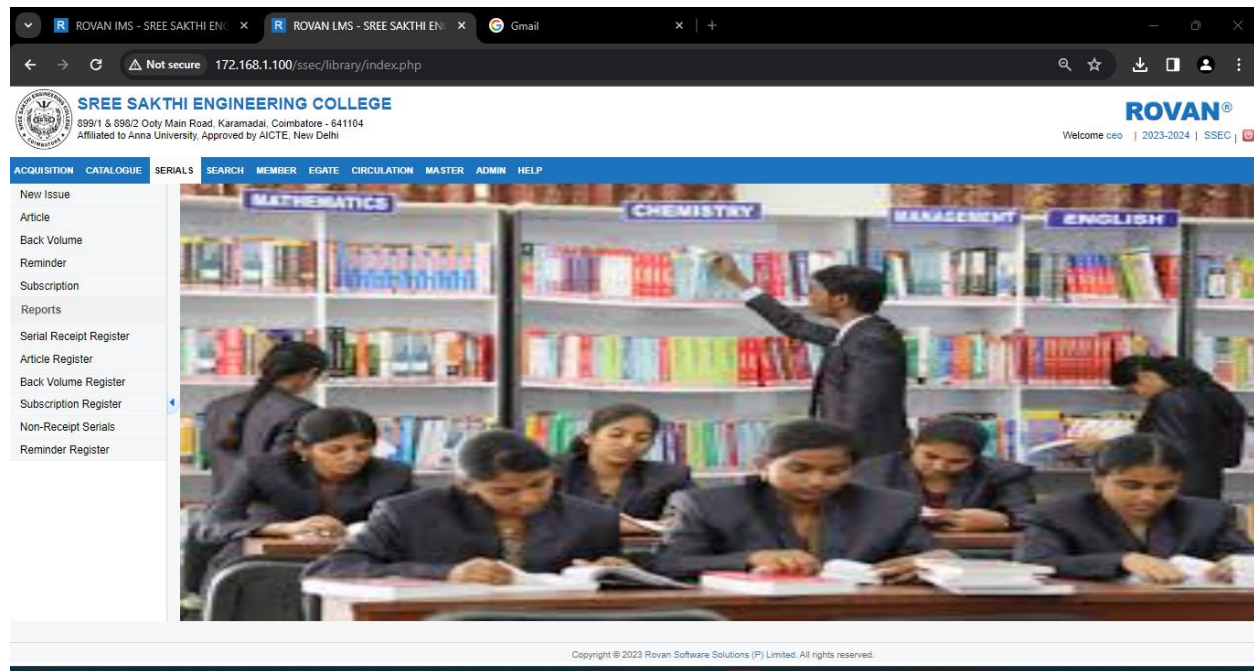 R ROVAN IMS - SREE SAKTHI EN
R ROVAN LMS - SREE SAKTHI EN
G Gmail
Not secure 172.168.1.100/ssec/library/index.php
SREE SAKTHI ENGINEERING COLLEGE
899/1 & 898/2 Ooty Main Road, Karamadai, Coimbatore - 641104
Affiliated to Anna University, Approved by AICTE, New Delhi
ROVAN®
Welcome ceo | 2023-2024 | SSEC |
ACQUISITION CATALOGUE SERIALS SEARCH MEMBER EGATE CIRCULATION MASTER ADMIN HELP
New Issue
Article
Back Volume
Reminder
Subscription
Reports
Serial Receipt Register
Article Register
Back Volume Register
Subscription Register
Non-Receipt Serials
Reminder Register
MATHEMATICS
CHEMISTRY
MANAGEMENT
ENGLISH
Copyright © 2023 Rovan Software Solutions (P) Limited. All rights reserved.